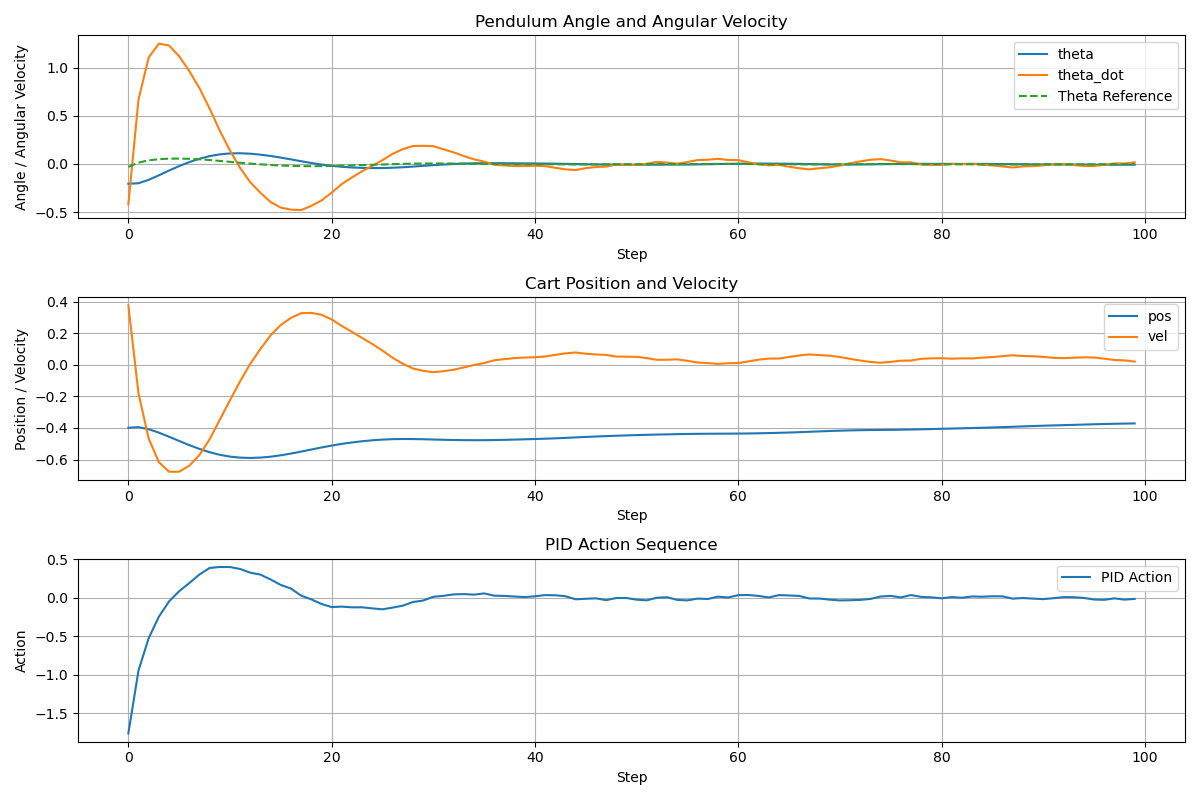 Pendulum Angle and Angular Velocity
Angle / Angular Velocity
1.0
0.5
0.0
−0.5
theta
theta_dot
Theta Reference
0 20 40 60 80 100
Step
Cart Position and Velocity
Position / Velocity
0.4
0.2
0.0
−0.2
−0.4
−0.6
pos
vel
0 20 40 60 80 100
Step
PID Action Sequence
Action
0.5
0.0
−0.5
−1.0
−1.5
PID Action
0 20 40 60 80 100
Step